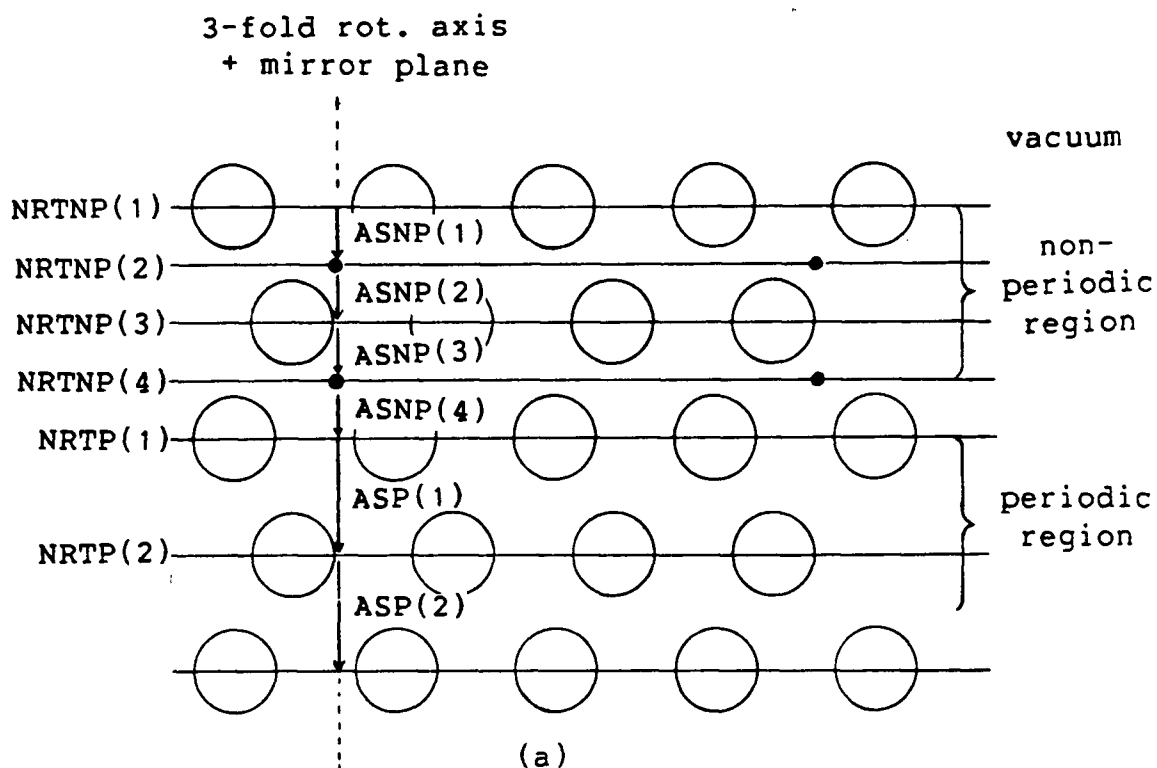 3-fold rot. axis
+ mirror plane
vacuum
NRTNP(1)
ASNP(1)
NRTNP(2)
non-
periodic
region
ASNP(2)
NRTNP(3)
ASNP(3)
NRTNP(4)
ASNP(4)
NRTP(1)
ASP(1)
periodic
region
NRTP(2)
ASP(2)
(a)